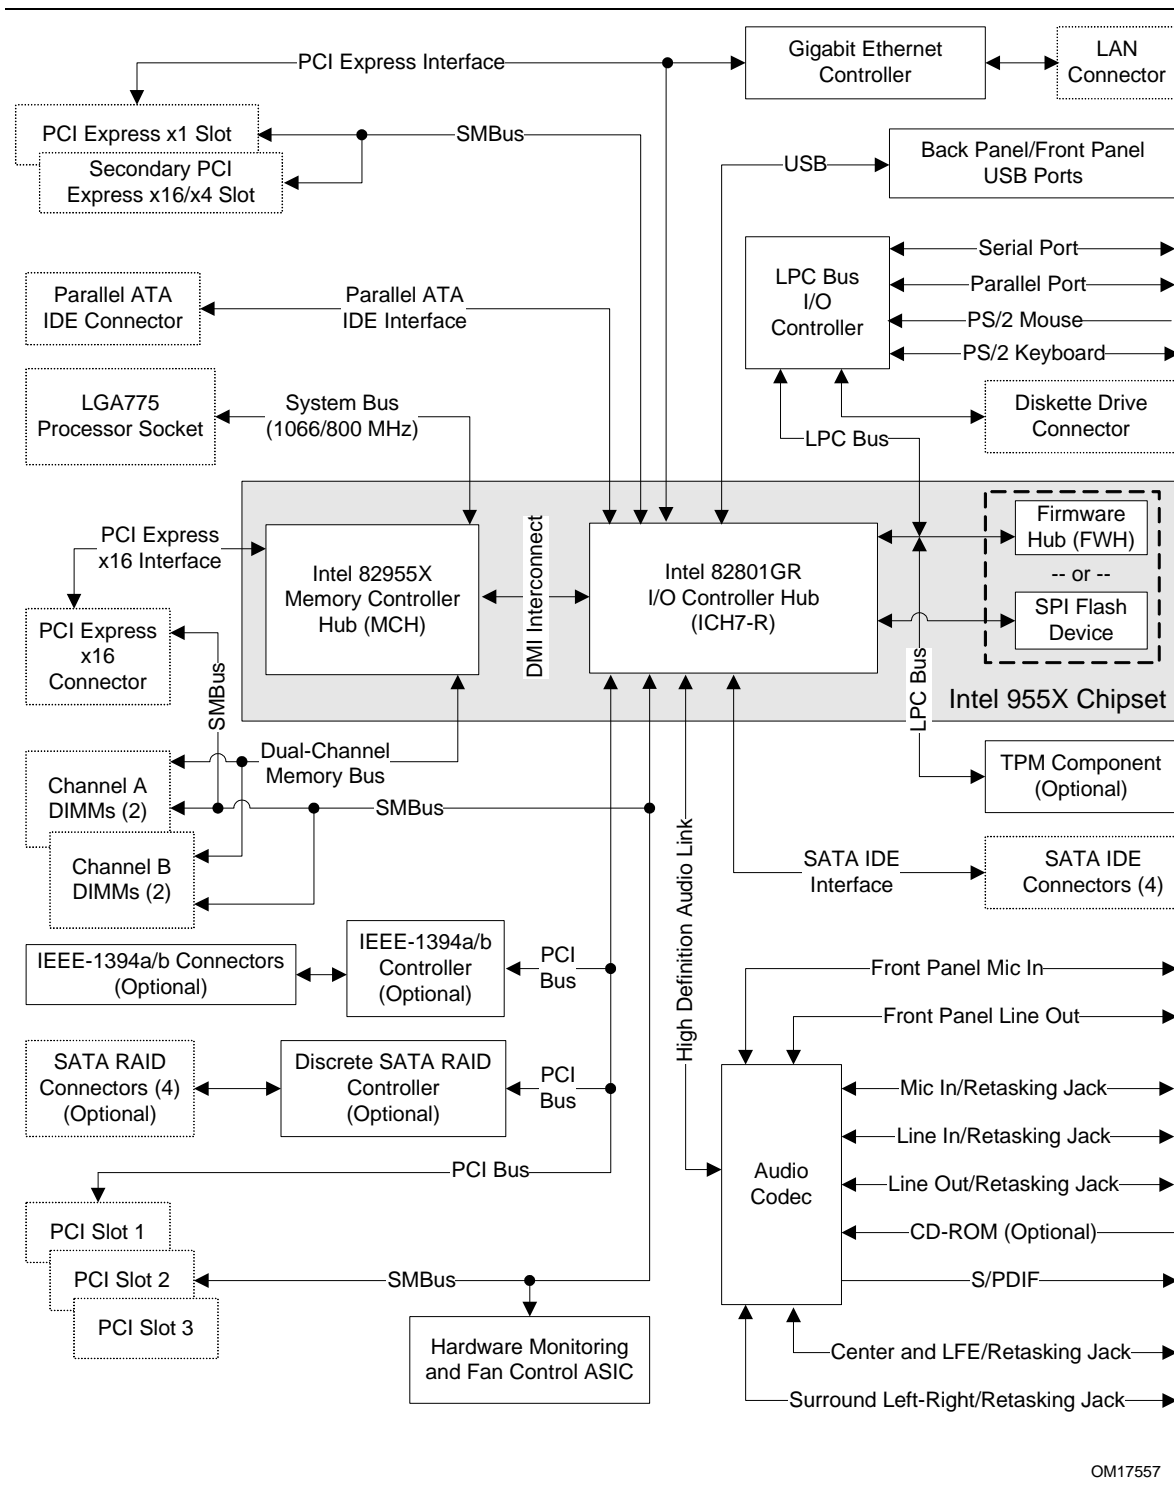 PCI Express Interface
Gigabit Ethernet
Controller
LAN
Connector
PCI Express x1 Slot
SMBus
Secondary PCI
Express x16/x4 Slot
USB
Back Panel/Front Panel
USB Ports
LPC Bus
I/O
Controller
Serial Port
Parallel Port
PS/2 Mouse
PS/2 Keyboard
Parallel ATA
IDE Connector
Parallel ATA
IDE Interface
LGA775
Processor Socket
System Bus
(1066/800 MHz)
LPC Bus
Diskette Drive
Connector
PCI Express
x16 Interface
Intel 82955X
Memory Controller
Hub (MCH)
DMI Interconnect
Intel 82801GR
I/O Controller Hub
(ICH7-R)
Firmware
Hub (FWH)
-- or --
SPI Flash
Device
LPC Bus
Intel 955X Chipset
PCI Express
x16
Connector
SMBus
Dual-Channel
Memory Bus
Channel A
DIMMs (2)
SMBus
Channel B
DIMMs (2)
TPM Component
(Optional)
High Definition Audio Link
SATA IDE
Interface
SATA IDE
Connectors (4)
IEEE-1394a/b Connectors
(Optional)
IEEE-1394a/b
Controller
(Optional)
PCI
Bus
SATA RAID
Connectors (4)
(Optional)
Discrete SATA RAID
Controller
(Optional)
PCI
Bus
PCI Bus
PCI Slot 1
PCI Slot 2
PCI Slot 3
SMBus
Hardware Monitoring
and Fan Control ASIC
Front Panel Mic In
Front Panel Line Out
Audio
Codec
Mic In/Retasking Jack
Line In/Retasking Jack
Line Out/Retasking Jack
CD-ROM (Optional)
S/PDIF
Center and LFE/Retasking Jack
Surround Left-Right/Retasking Jack
OM17557